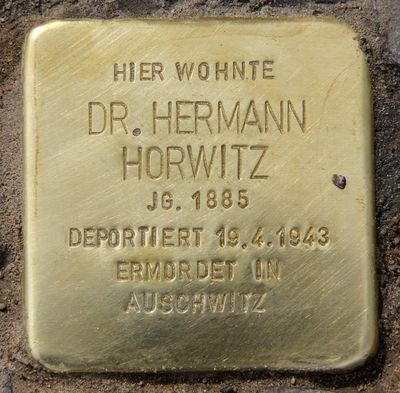 HIER WOHNTE
DR. HERMANN
HORWITZ
JG. 1885
DEPORTIERT 19.4.1943
ERMORDET IN
AUSCHWITZ